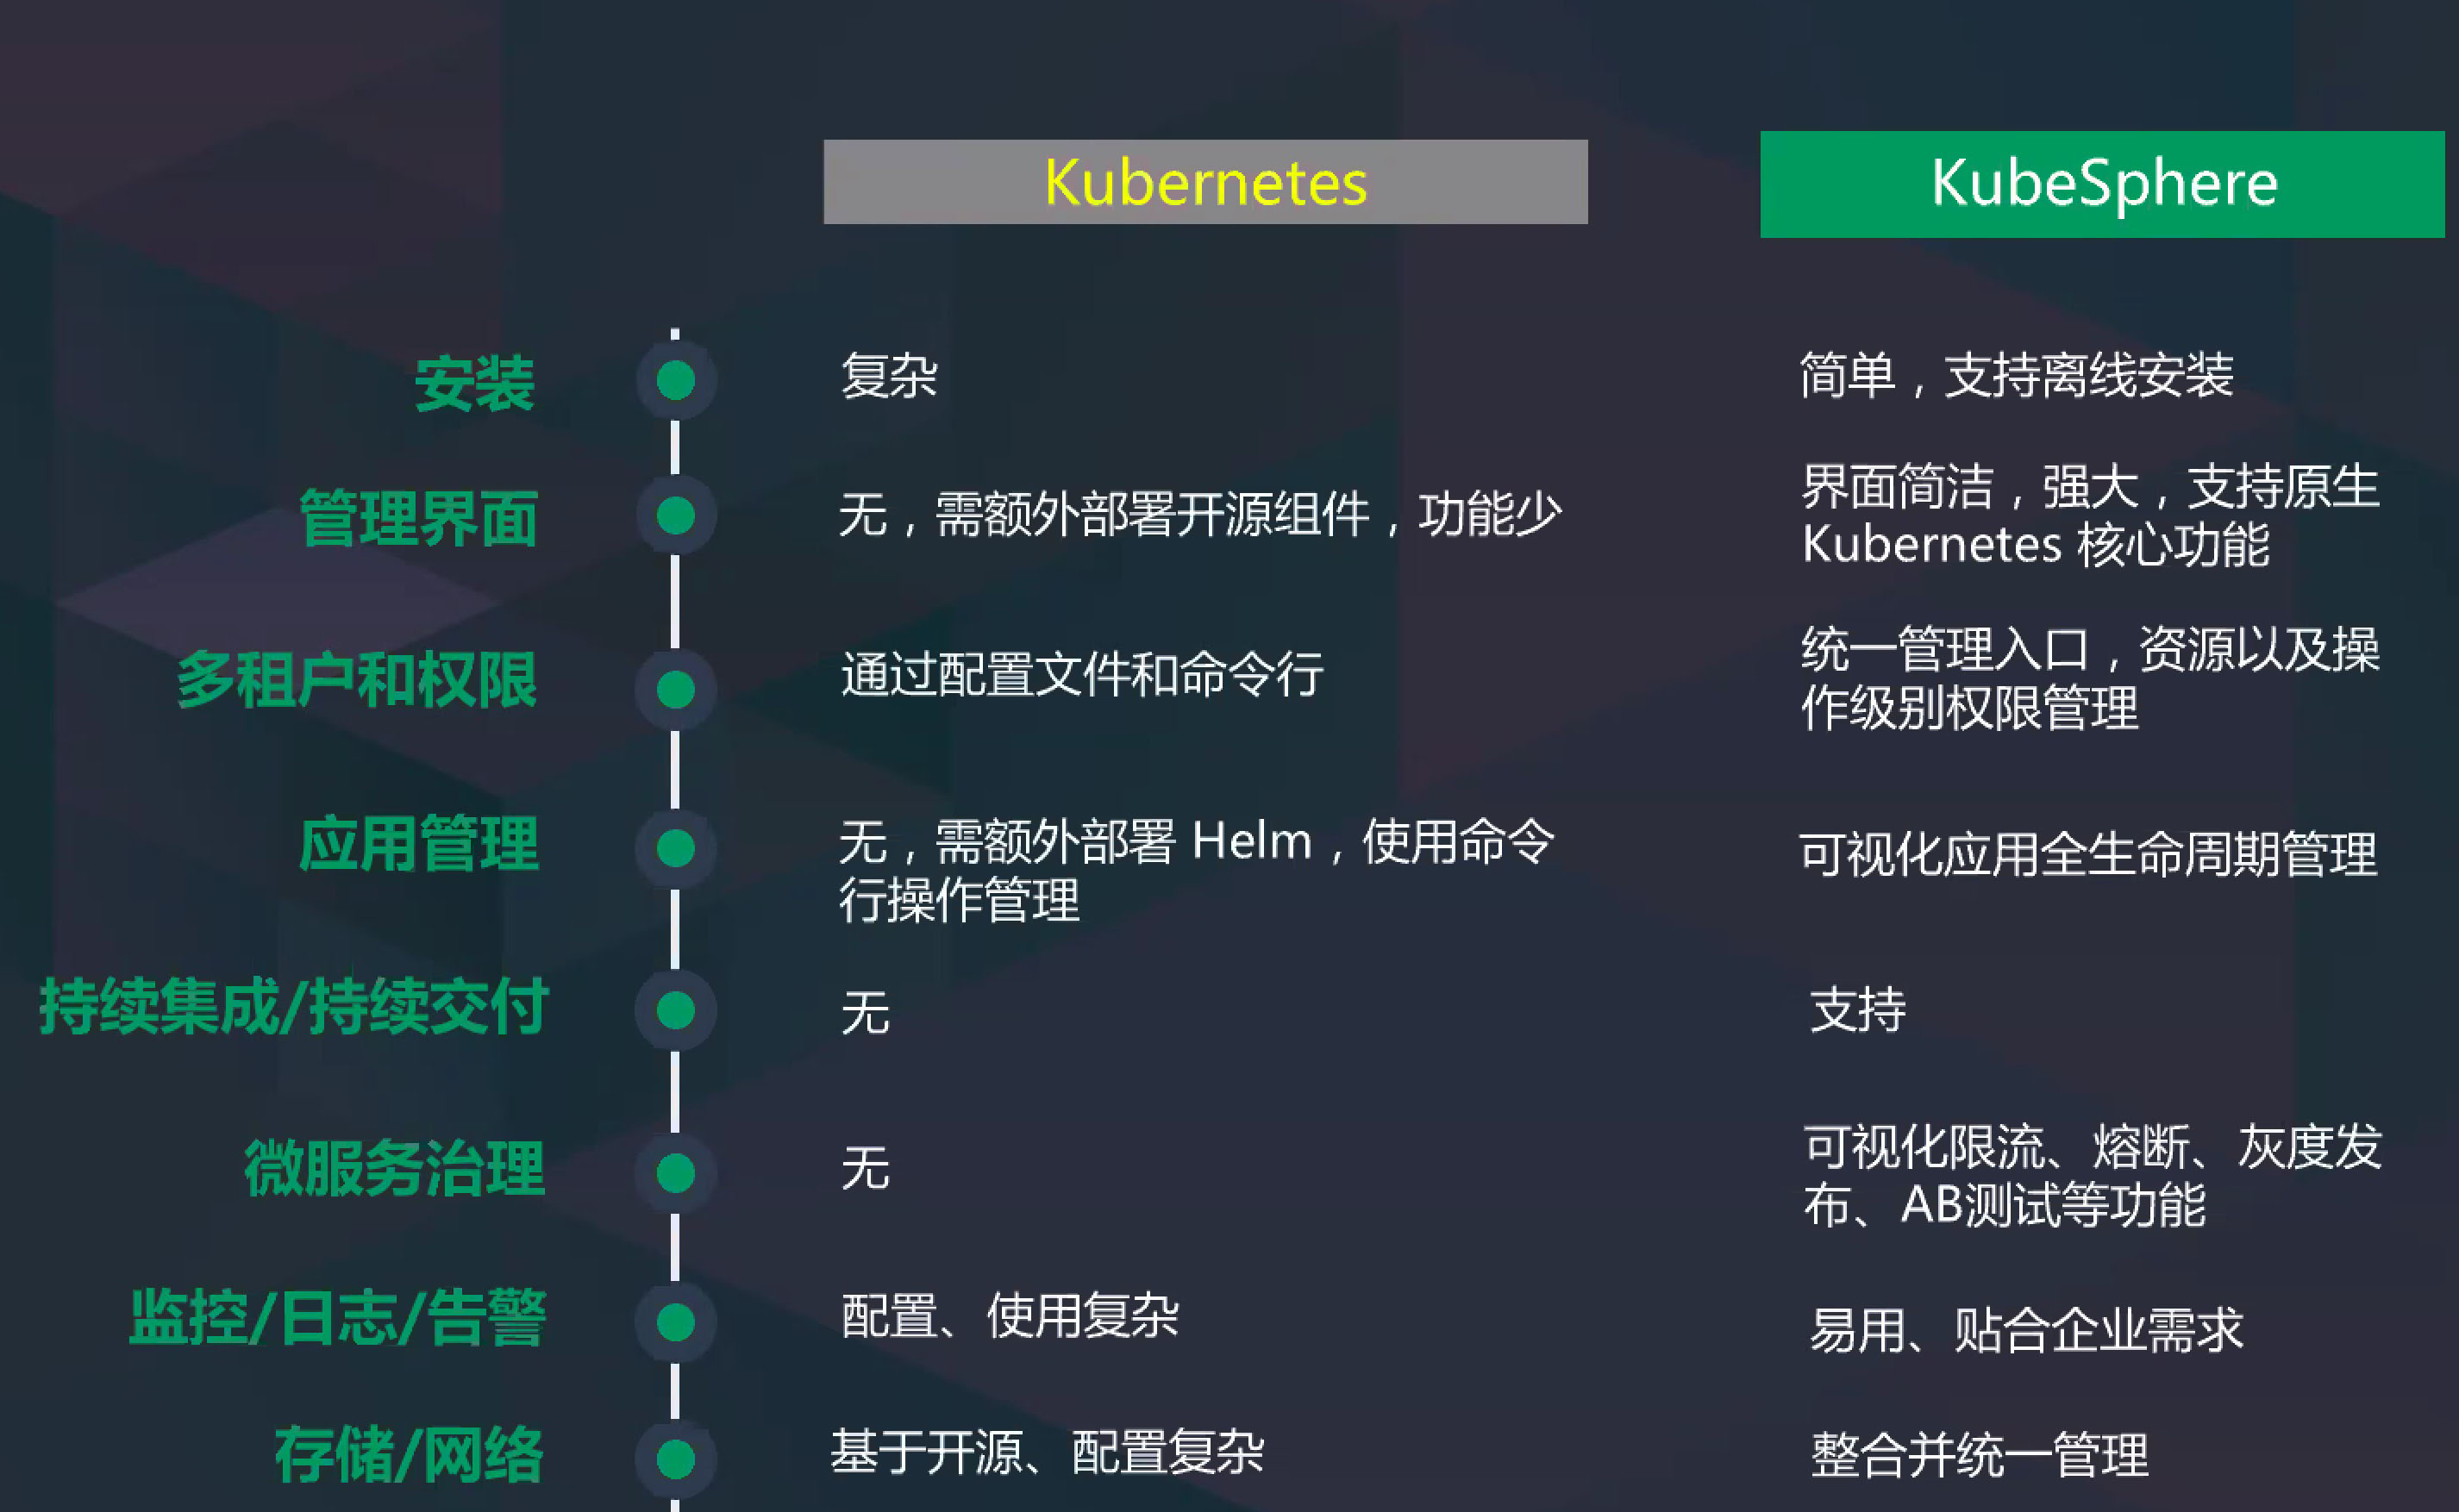 Kubernetes
KubeSphere
安装
复杂
简单，支持离线安装
管理界面
无，需额外部署开源组件，功能少
界面简洁，强大，支持原生
Kubernetes 核心功能
多租户和权限
通过配置文件和命令行
统一管理入口，资源以及操
作级别权限管理
应用管理
无，需额外部署 Helm，使用命令
行操作管理
可视化应用全生命周期管理
持续集成/持续交付
无
支持
微服务治理
无
可视化限流、熔断、灰度发
布、AB测试等功能
监控/日志/告警
配置、使用复杂
易用、贴合企业需求
存储/网络
基于开源、配置复杂
整合并统一管理